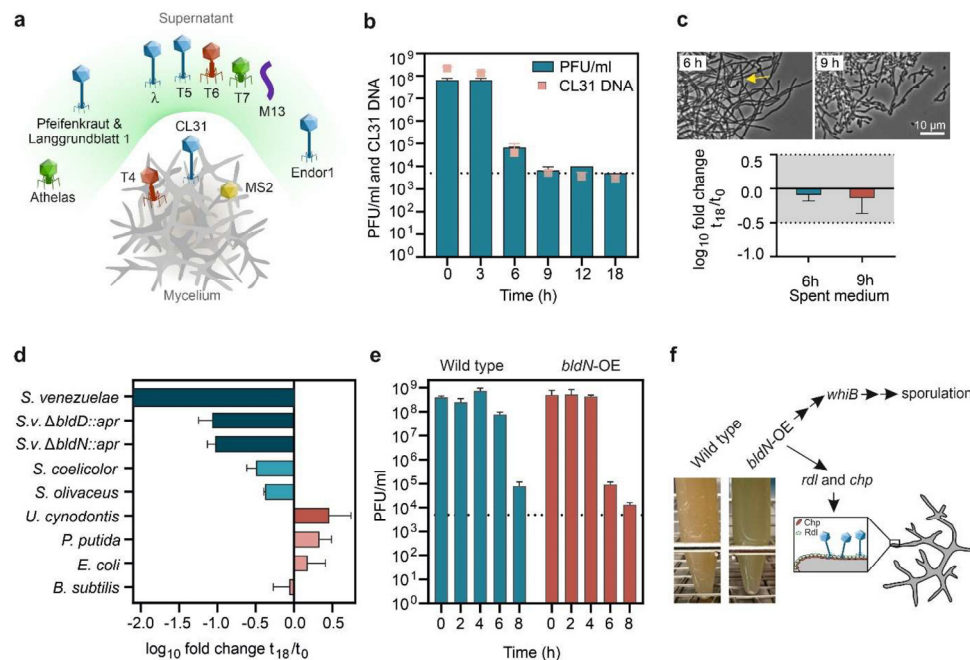 a
Supernatant
λ
T5
T6
T7
M13
Pfeifenkraut &
Langgrundblatt 1
CL31
Endor1
Athelas
T4
MS2
Mycelium
b
PFU/ml and CL31 DNA
10⁹
10⁸
10⁷
10⁶
10⁵
10⁴
10³
10²
10¹
10⁰
PFU/ml
CL31 DNA
0 3 6 9 12 18
Time (h)
c
6 h
9 h
10 µm
log₁₀ fold change
t₁₈/t₀
0.5
0.0
-0.5
-1.0
6h 9h
Spent medium
d
S. venezuelae
S.v. ΔbldD::apr
S.v. ΔbldN::apr
S. coelicolor
S. olivaceus
U. cynodontis
P. putida
E. coli
B. subtilis
-2.0 -1.5 -1.0 -0.5 0.0 0.5
log₁₀ fold change t₁₈/t₀
e
Wild type bldN-OE
PFU/ml
10⁹
10⁸
10⁷
10⁶
10⁵
10⁴
10³
10²
10¹
10⁰
0 2 4 6 8 0 2 4 6 8
Time (h)
f
Wild type
bldN-OE
bldN-OE
whiB
sporulation
rdl and chp
Chp
Rdl